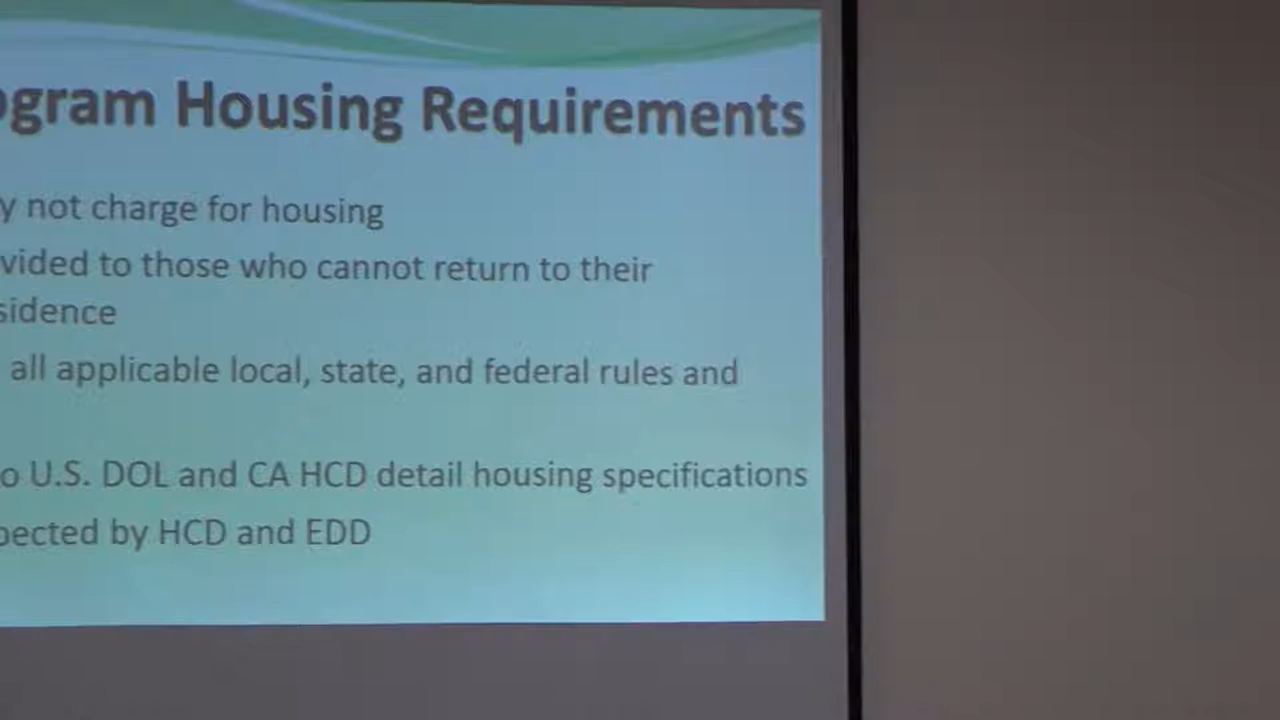 ogram Housing Requirements
y not charge for housing
vided to those who cannot return to their
sidence
all applicable local, state, and federal rules and
o U.S. DOL and CA HCD detail housing specifications
pected by HCD and EDD